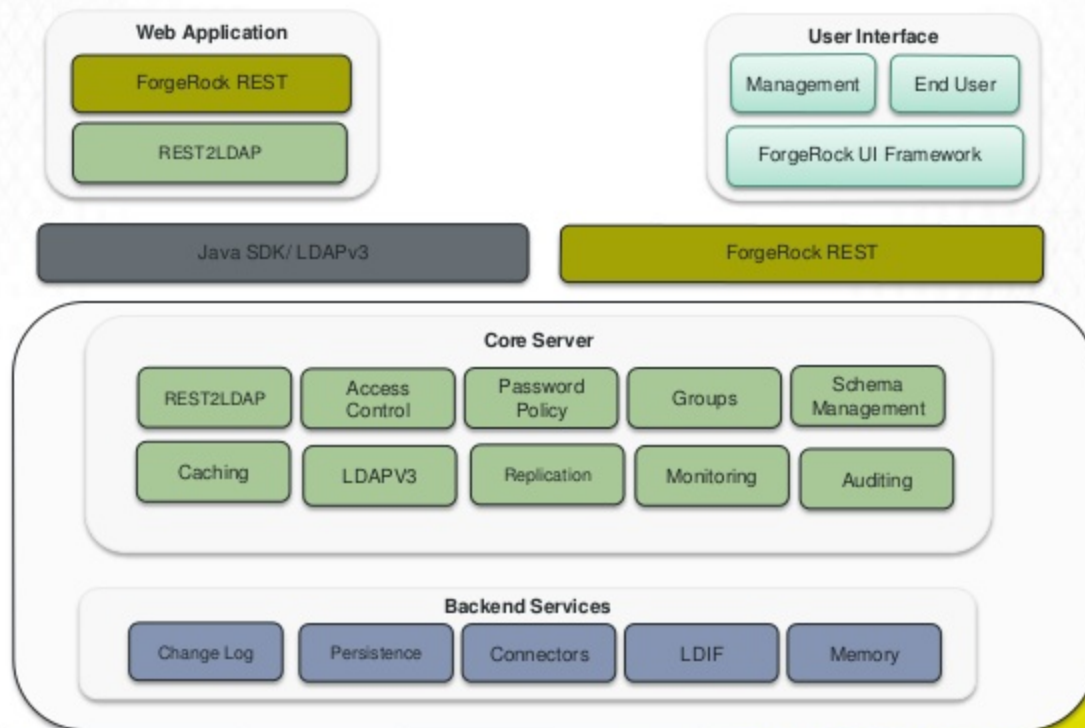 Web Application
ForgeRock REST
REST2LDAP
User Interface
Management
End User
ForgeRock UI Framework
Java SDK/ LDAPv3
ForgeRock REST
Core Server
REST2LDAP
Access
Control
Password
Policy
Groups
Schema
Management
Caching
LDAPV3
Replication
Monitoring
Auditing
Backend Services
Change Log
Persistence
Connectors
LDIF
Memory